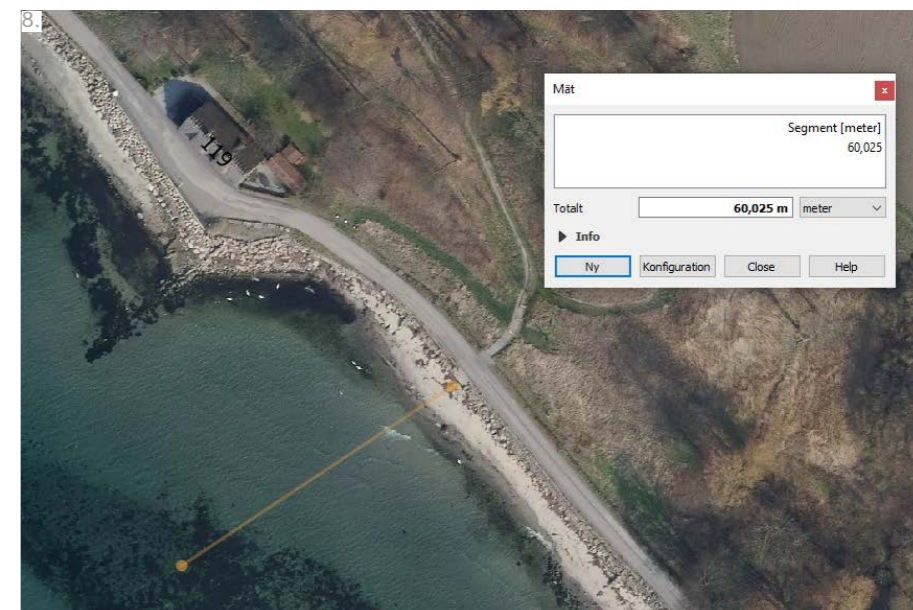 8.
119
Mät
x
Segment [meter]
60,025
Totalt 60,025 m meter
Info
Ny Konfiguration Close Help